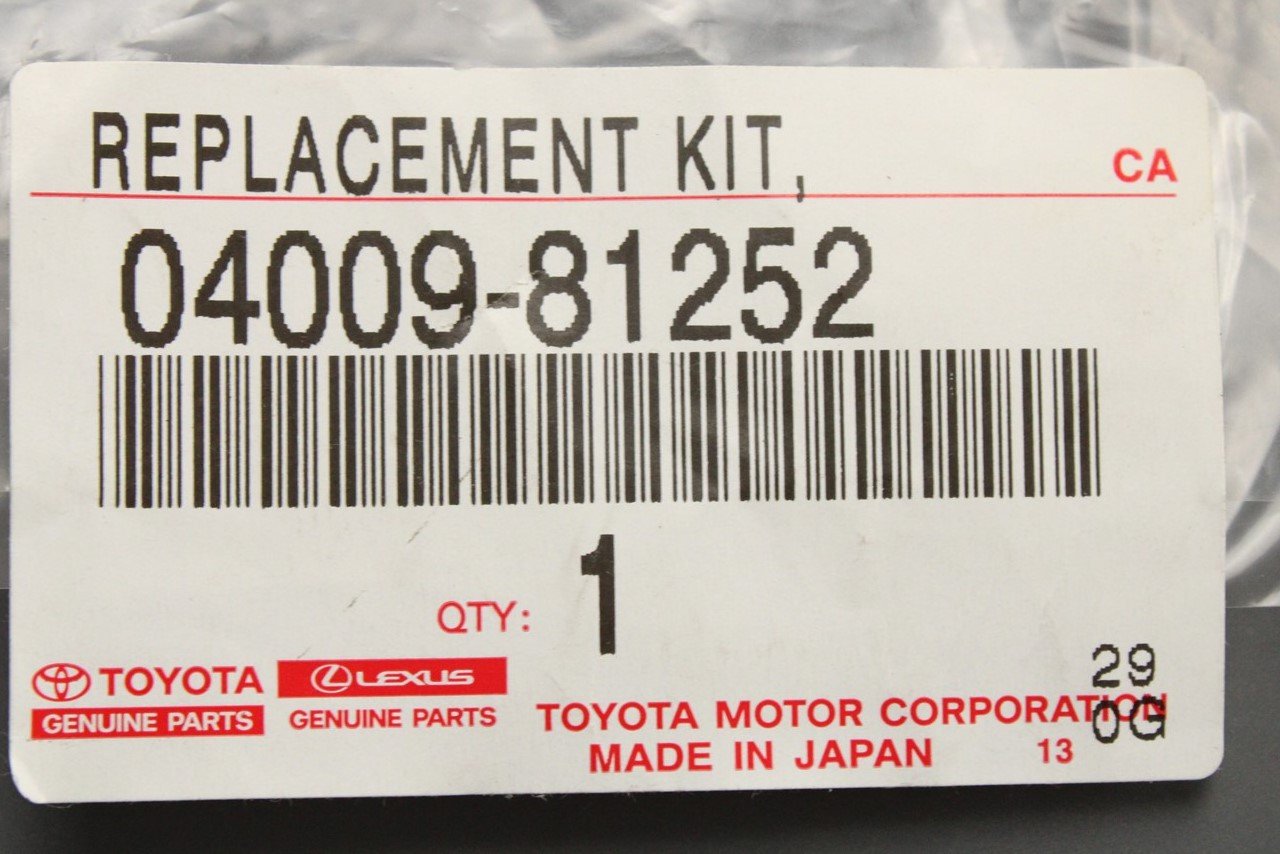 REPLACEMENT KIT,
CA
04009-81252
QTY: 1
TOYOTA
GENUINE PARTS
LEXUS
GENUINE PARTS
29
TOYOTA MOTOR CORPORATION
0G
MADE IN JAPAN 13